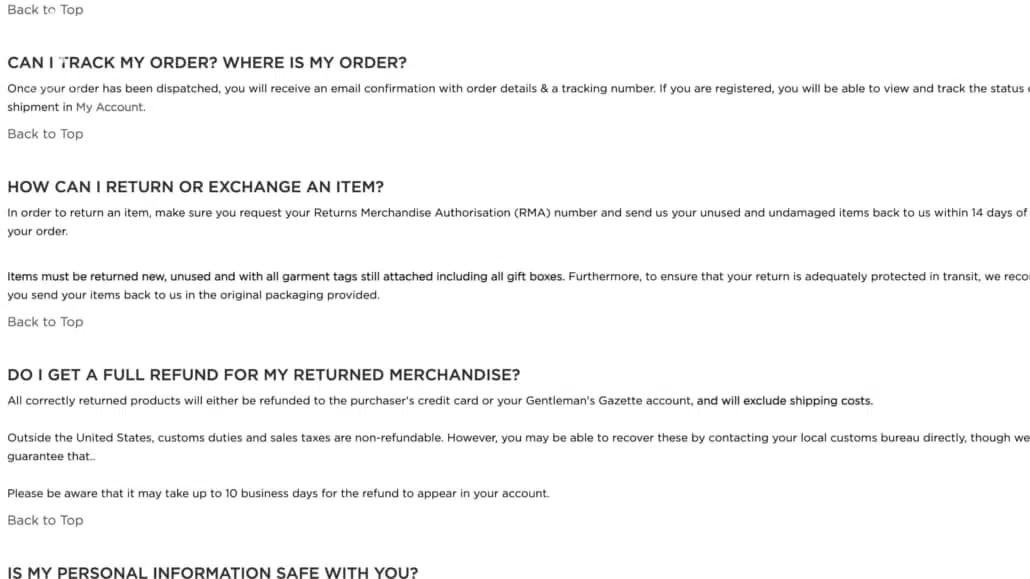 Back to Top
CAN I TRACK MY ORDER? WHERE IS MY ORDER?
Once your order has been dispatched, you will receive an email confirmation with order details & a tracking number. If you are registered, you will be able to view and track the status
shipment in My Account.
Back to Top
HOW CAN I RETURN OR EXCHANGE AN ITEM?
In order to return an item, make sure you request your Returns Merchandise Authorisation (RMA) number and send us your unused and undamaged items back to us within 14 days of
your order.
Items must be returned new, unused and with all garment tags still attached including all gift boxes. Furthermore, to ensure that your return is adequately protected in transit, we reco
you send your items back to us in the original packaging provided.
Back to Top
DO I GET A FULL REFUND FOR MY RETURNED MERCHANDISE?
All correctly returned products will either be refunded to the purchaser's credit card or your Gentleman's Gazette account, and will exclude shipping costs.
Outside the United States, customs duties and sales taxes are non-refundable. However, you may be able to recover these by contacting your local customs bureau directly, though we
guarantee that..
Please be aware that it may take up to 10 business days for the refund to appear in your account.
Back to Top
IS MY PERSONAL INFORMATION SAFE WITH YOU?